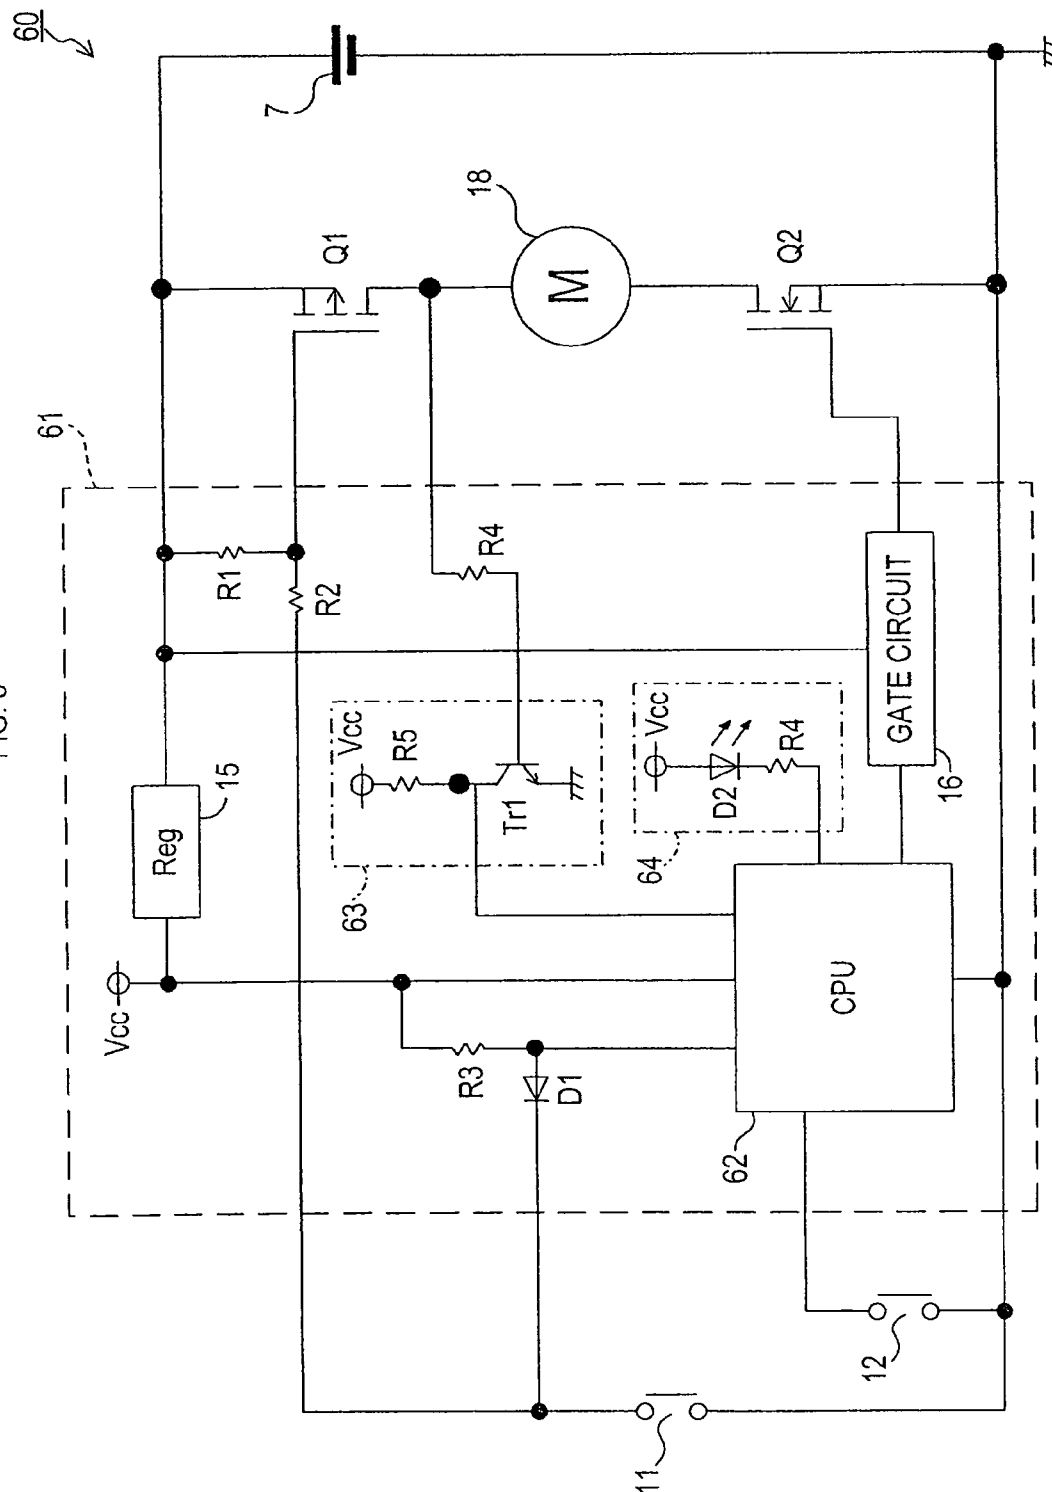 60
7
18
Q1
M
Q2
61
R1
R2
R4
GATE CIRCUIT
16
Reg
15
Vcc
Vcc
R5
Tr1
63
Vcc
D2
R4
64
R3
D1
CPU
62
12
11